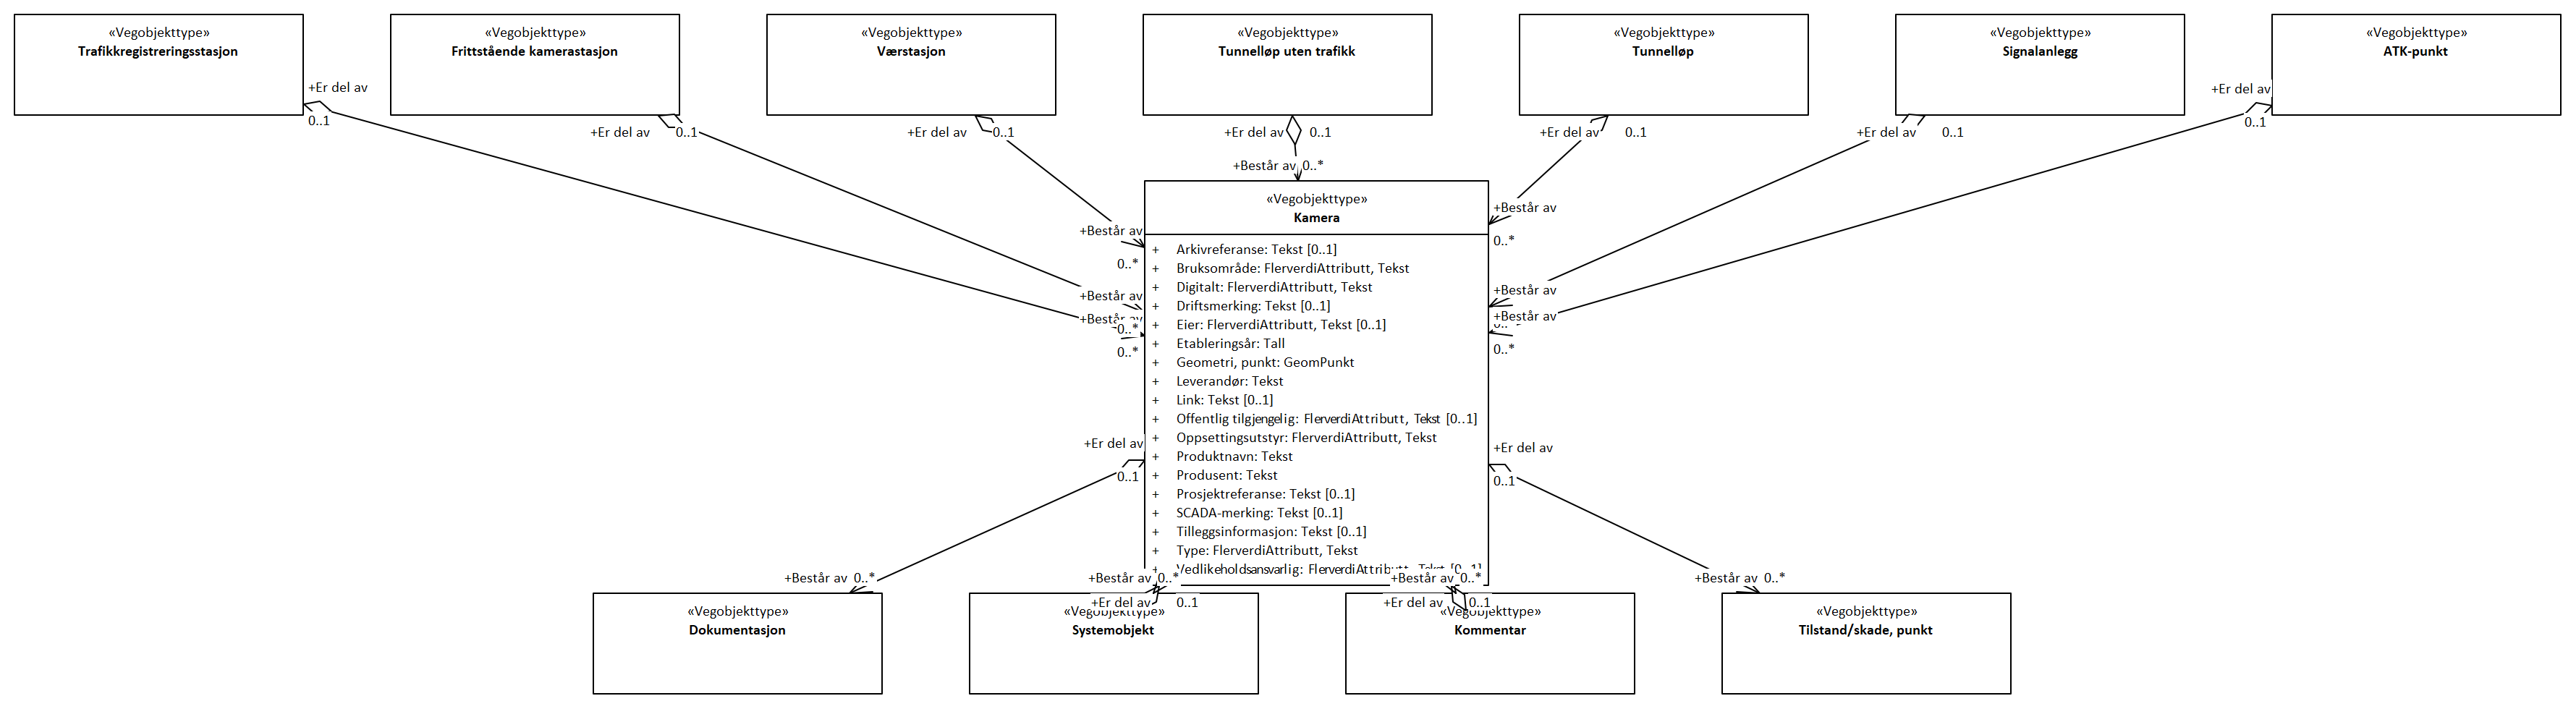 «Vegobjekttype»
Trafikkregistreringsstasjon
«Vegobjekttype»
Frittstående kamerastasjon
«Vegobjekttype»
Værstasjon
«Vegobjekttype»
Tunnelløp uten trafikk
«Vegobjekttype»
Tunnelløp
«Vegobjekttype»
Signalanlegg
«Vegobjekttype»
ATK-punkt
+Er del av
0..1
+Er del av
0..1
+Er del av
0..1
+Er del av
0..1
+Er del av
0..1
+Er del av
0..1
+Er del av
0..1
+Består av 0..*
+Består av
0..*
+Består av
0..*
+Består av
0..*
+Består av
0..*
+Består av
0..*
+Består av
0..*
«Vegobjekttype»
Kamera
+ Arkivreferanse: Tekst [0..1]
+ Bruksområde: FlerverdiAttributt, Tekst
+ Digitalt: FlerverdiAttributt, Tekst
+ Driftsmerking: Tekst [0..1]
+ Eier: FlerverdiAttributt, Tekst [0..1]
+ Etableringsår: Tall
+ Geometri, punkt: GeomPunkt
+ Leverandør: Tekst
+ Link: Tekst [0..1]
+ Offentlig tilgjengelig: FlerverdiAttributt, Tekst [0..1]
+ Oppsettingsutstyr: FlerverdiAttributt, Tekst
+ Produktnavn: Tekst
+ Produsent: Tekst
+ Prosjektreferanse: Tekst [0..1]
+ SCADA-merking: Tekst [0..1]
+ Tilleggsinformasjon: Tekst [0..1]
+ Type: FlerverdiAttributt, Tekst
+ Vedlikeholdsansvarlig: FlerverdiAttributt, Tekst [0..1]
+Er del av
0..1
+Er del av
0..1
+Består av 0..*
+Består av 0..*
+Består av 0..*
+Består av 0..*
+Er del av 0..1
+Er del av 0..1
«Vegobjekttype»
Dokumentasjon
«Vegobjekttype»
Systemobjekt
«Vegobjekttype»
Kommentar
«Vegobjekttype»
Tilstand/skade, punkt